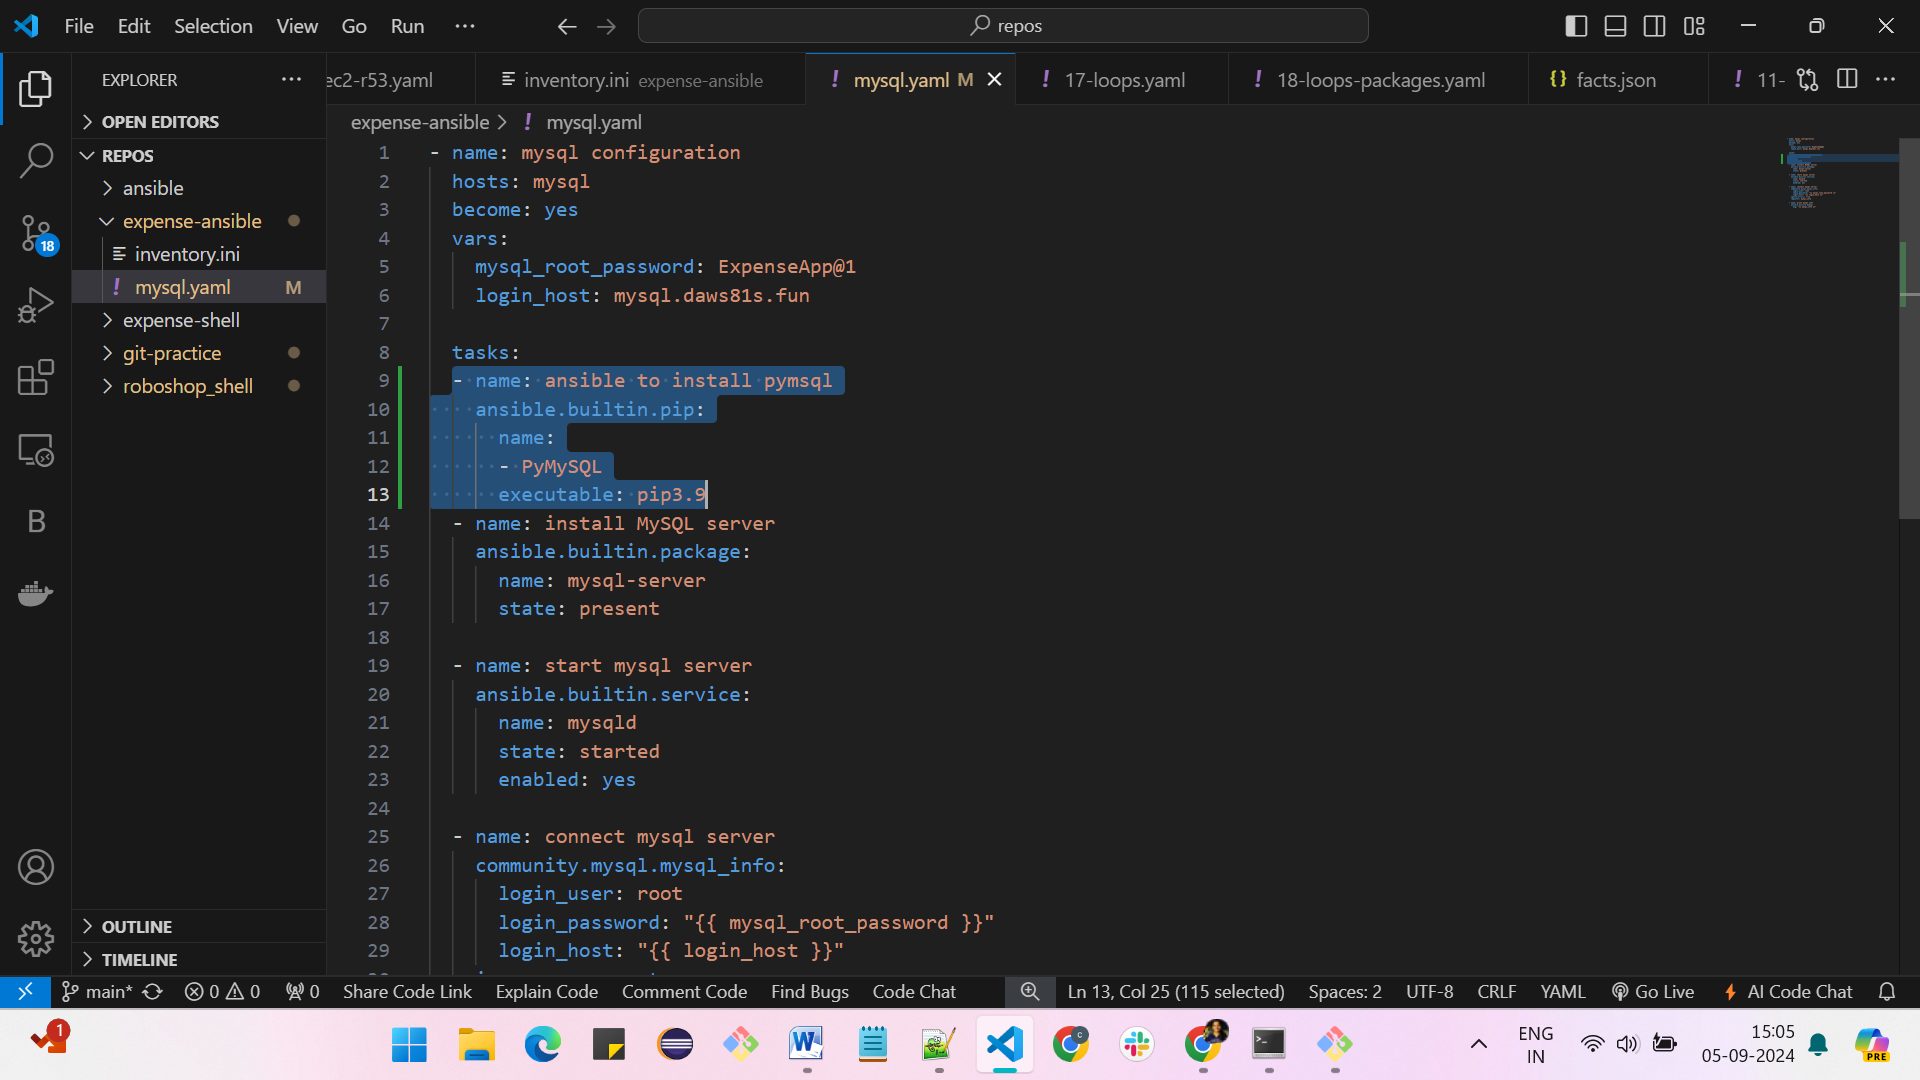 File Edit Selection View Go Run ···
repos
EXPLORER ···
ec2-r53.yaml
inventory.ini expense-ansible
! mysql.yaml M
! 17-loops.yaml
! 18-loops-packages.yaml
{} facts.json
! 11-
···
OPEN EDITORS
REPOS
ansible
expense-ansible
inventory.ini
! mysql.yaml M
expense-shell
git-practice
roboshop_shell
18
B
OUTLINE
TIMELINE
expense-ansible > ! mysql.yaml
1 - name: mysql configuration
2 hosts: mysql
3 become: yes
4 vars:
5 mysql_root_password: ExpenseApp@1
6 login_host: mysql.daws81s.fun
7
8 tasks:
9 - name: ansible to install pymsql
10 ansible.builtin.pip:
11 name:
12 - PyMySQL
13 executable: pip3.9
14 - name: install MySQL server
15 ansible.builtin.package:
16 name: mysql-server
17 state: present
18
19 - name: start mysql server
20 ansible.builtin.service:
21 name: mysqld
22 state: started
23 enabled: yes
24
25 - name: connect mysql server
26 community.mysql.mysql_info:
27 login_user: root
28 login_password: "{{ mysql_root_password }}"
29 login_host: "{{ login_host }}"
main* 0 0 0 Share Code Link Explain Code Comment Code Find Bugs Code Chat Ln 13, Col 25 (115 selected) Spaces: 2 UTF-8 CRLF YAML Go Live AI Code Chat
1
W
C
ENG
IN
15:05
05-09-2024
PRE